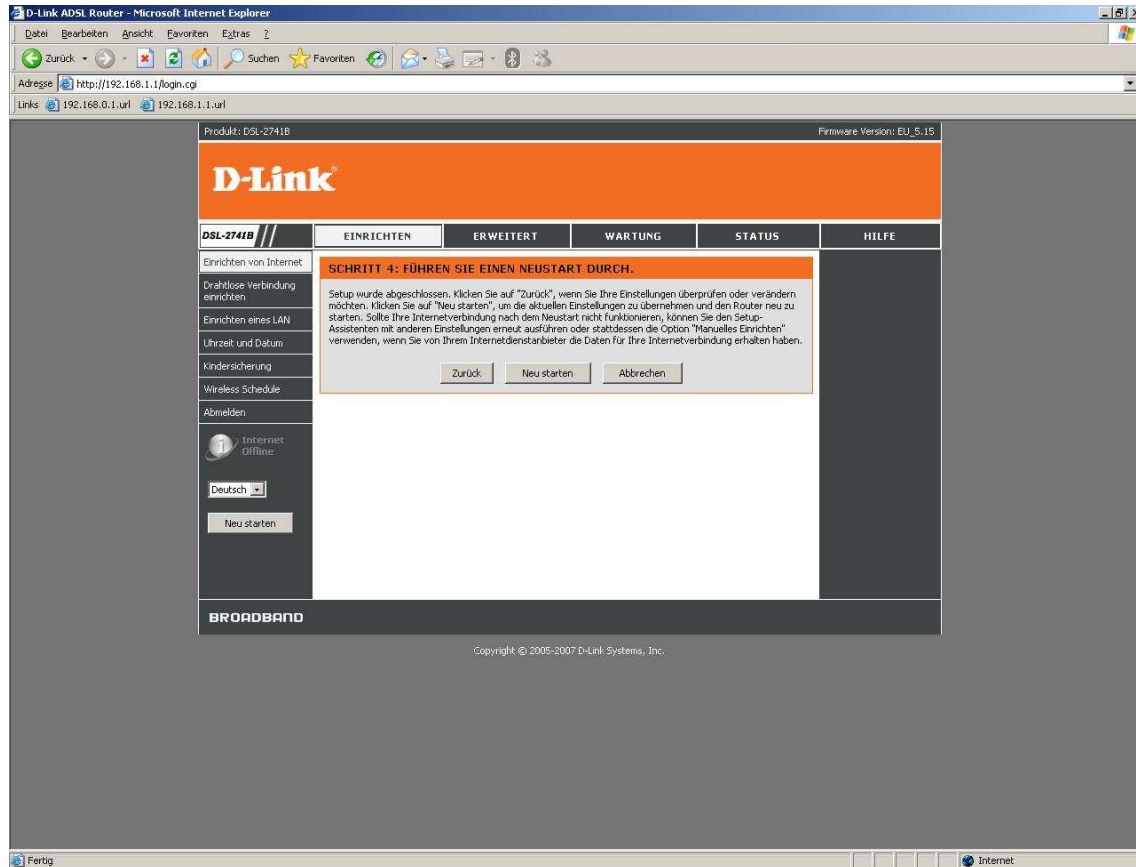 D-Link ADSL Router - Microsoft Internet Explorer
Datei Bearbeiten Ansicht Favoriten Extras ?
Zurück Suchen Favoriten
Adresse http://192.168.1.1/login.cgi
Links 192.168.0.1.url 192.168.1.1.url
Produkt: DSL-2741B Firmware Version: EU_5.15
D-Link®
DSL-2741B EINRICHTEN ERWEITERT WARTUNG STATUS HILFE
Einrichten von Internet
Drahtlose Verbindung
einrichten
Einrichten eines LAN
Uhrzeit und Datum
Kindersicherung
Wireless Schedule
Abmelden
Internet
Offline
Deutsch
Neu starten
SCHRITT 4: FÜHREN SIE EINEN NEUSTART DURCH.
Setup wurde abgeschlossen. Klicken Sie auf "Zurück", wenn Sie Ihre Einstellungen überprüfen oder verändern
möchten. Klicken Sie auf "Neu starten", um die aktuellen Einstellungen zu übernehmen und den Router neu zu
starten. Sollte Ihre Internetverbindung nach dem Neustart nicht funktionieren, können Sie den Setup-
Assistenten mit anderen Einstellungen erneut ausführen oder stattdessen die Option "Manuelles Einrichten"
verwenden, wenn Sie von Ihrem Internetdienstanbieter die Daten für Ihre Internetverbindung erhalten haben.
Zurück Neu starten Abbrechen
BROADBAND
Copyright © 2005-2007 D-Link Systems, Inc.
Fertig Internet